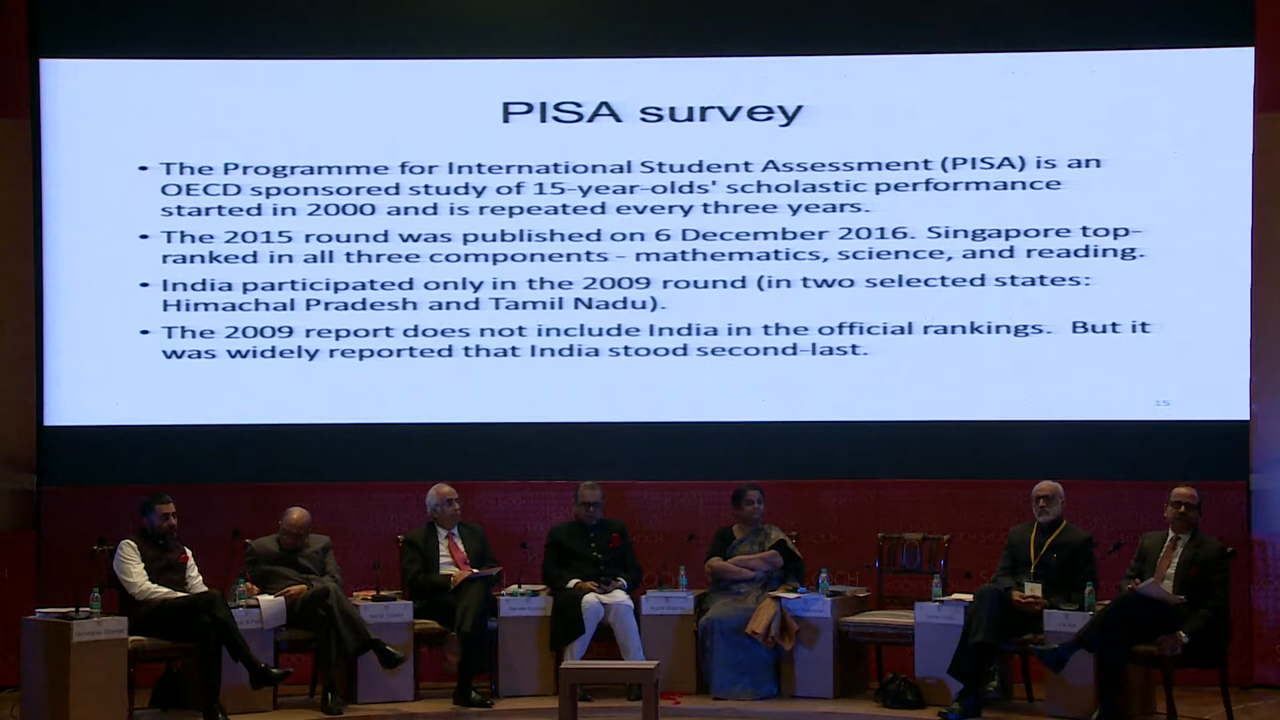 PISA survey
• The Programme for International Student Assessment (PISA) is an
OECD sponsored study of 15-year-olds' scholastic performance
started in 2000 and is repeated every three years.
• The 2015 round was published on 6 December 2016. Singapore top-
ranked in all three components - mathematics, science, and reading.
• India participated only in the 2009 round (in two selected states:
Himachal Pradesh and Tamil Nadu).
• The 2009 report does not include India in the official rankings. But it
was widely reported that India stood second-last.
15